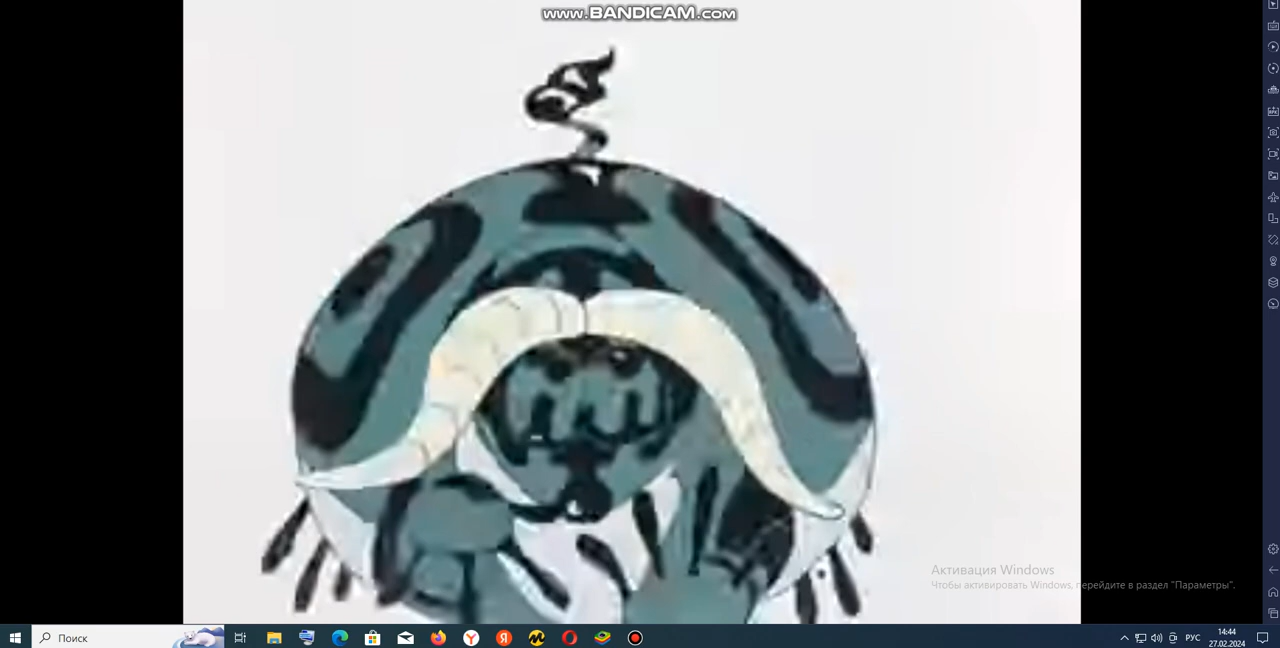 www.BANDICAM.com
Активация Windows
Чтобы активировать Windows, перейдите в раздел "Параметры".
Поиск
РУС
14:44
27.02.2024